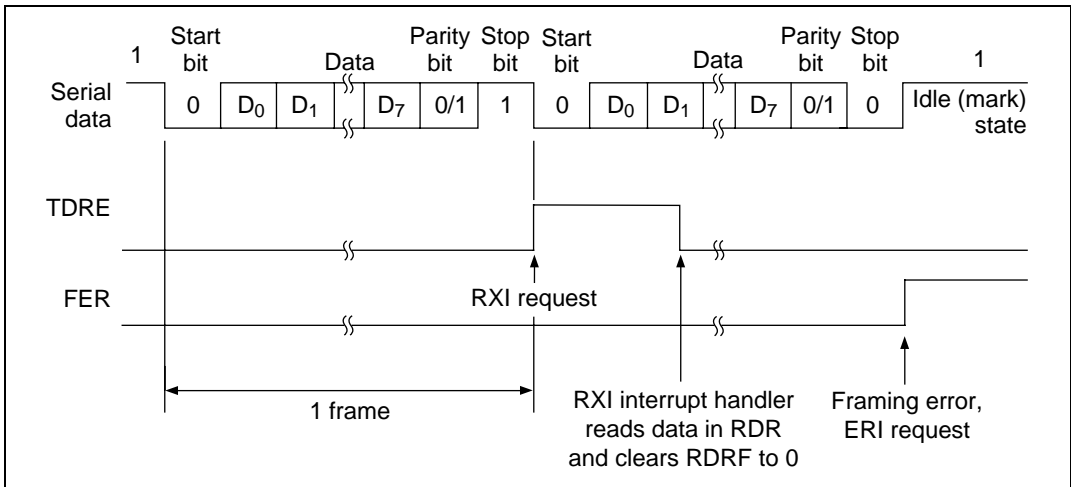 1
Start bit
Data
Parity bit
Stop bit
Start bit
Data
Parity bit
Stop bit
1
Serial data
0
D0
D1
D7
0/1
1
0
D0
D1
D7
0/1
0
Idle (mark) state
TDRE
RXI request
FER
1 frame
RXI interrupt handler
reads data in RDR
and clears RDRF to 0
Framing error,
ERI request